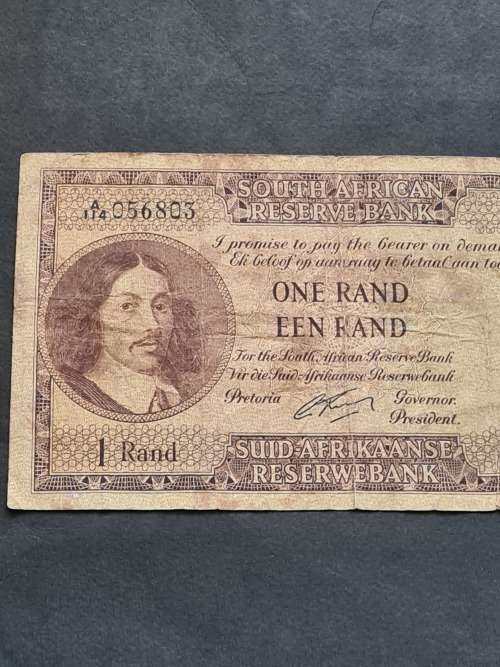 A/114 056803
SOUTH AFRICAN
RESERVE BANK
I promise to pay the bearer on deman
Ek beloof op aanvraag te betaal aan to
ONE RAND
EEN RAND
For the South African Reserve Bank
Vir die Suid-Afrikaanse Reserwebank
Pretoria
Governor.
President.
1 Rand
SUID-AFRIKAANSE
RESERWEBANK